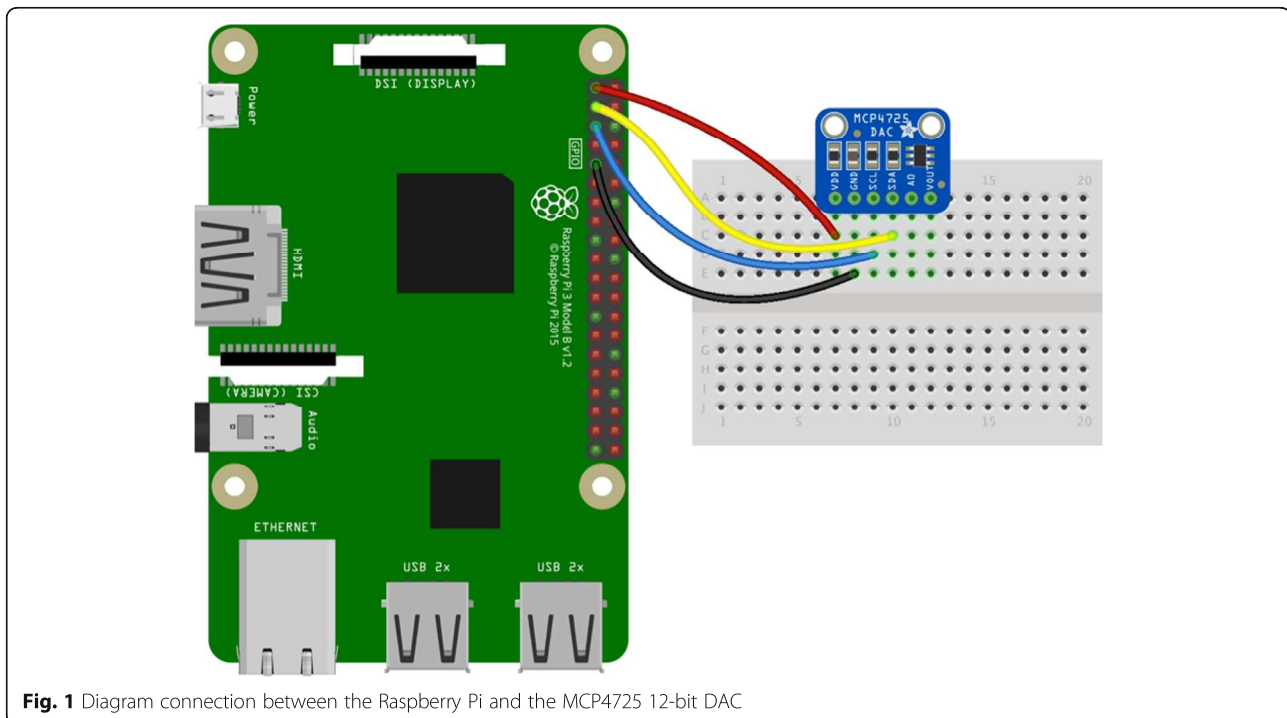 DSI (DISPLAY)
Power
GPIO
HDMI
Raspberry Pi 3 Model B v1.2
© Raspberry Pi 2015
CSI (CAMERA)
Audio
ETHERNET
USB 2x
USB 2x
MCP4725
DAC
VDD
GND
SCL
SDA
A0
VOUT
1 5 15 20
A
C
D
E
F
G
H
I
J
1 5 10 15 20
Fig. 1 Diagram connection between the Raspberry Pi and the MCP4725 12-bit DAC